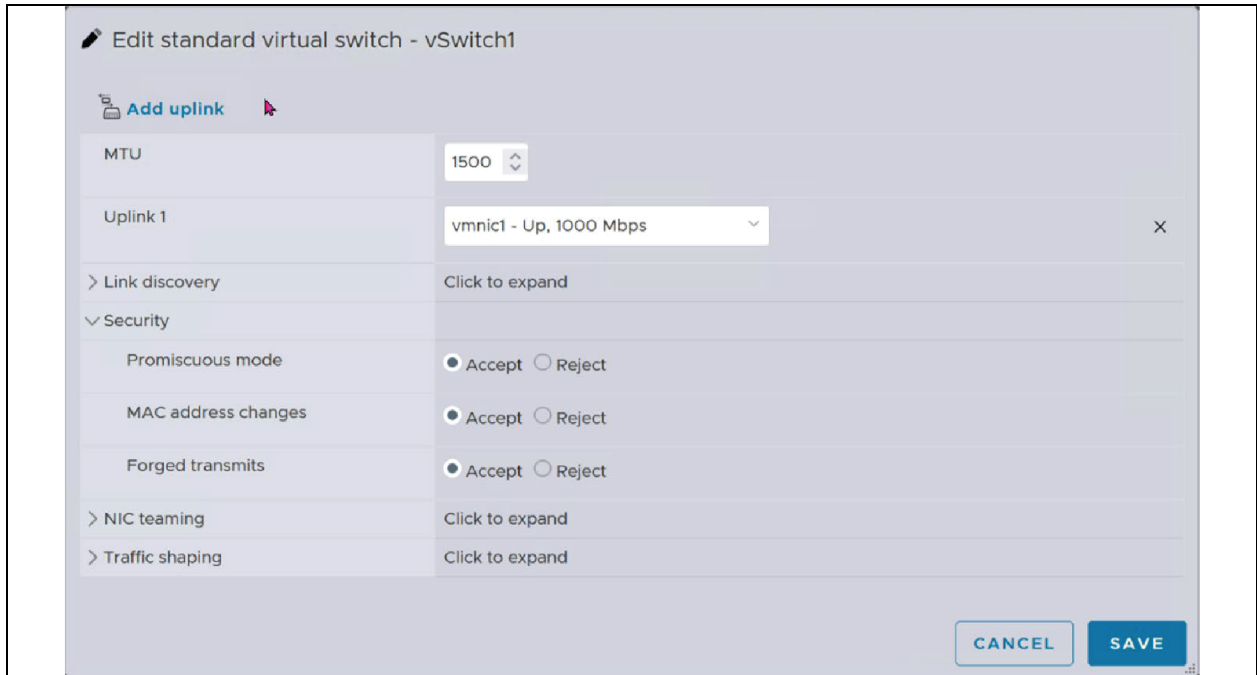 Edit standard virtual switch - vSwitch1
Add uplink
MTU 1500
Uplink 1 vmnic1 - Up, 1000 Mbps
Link discovery Click to expand
Security
Promiscuous mode Accept Reject
MAC address changes Accept Reject
Forged transmits Accept Reject
NIC teaming Click to expand
Traffic shaping Click to expand
CANCEL SAVE